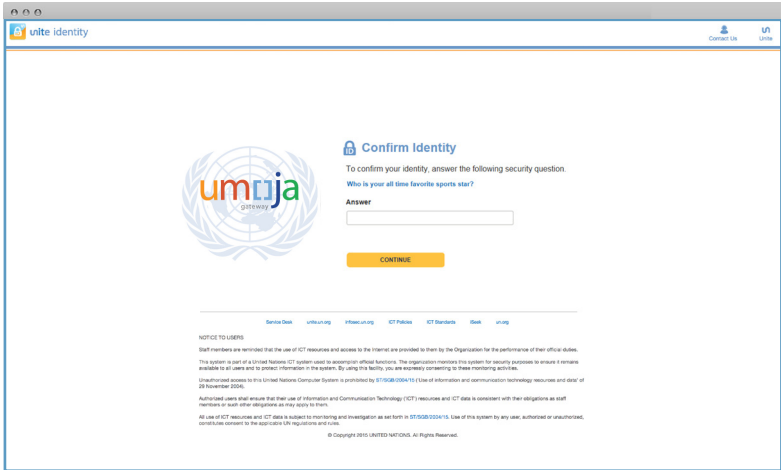 unite identity
Contact Us
Unite
ID
Confirm Identity
To confirm your identity, answer the following security question.
Who is your all time favorite sports star?
umoja
gateway
Answer
CONTINUE
Service Desk unite.un.org infosec.un.org ICT Policies ICT Standards iSeek un.org
NOTICE TO USERS
Staff members are reminded that the use of ICT resources and access to the Internet are provided to them by the Organization for the performance of their official duties.
This system is part of a United Nations ICT system used to accomplish official functions. The organization monitors this system for security purposes to ensure it remains
available to all users and to protect information in the system. By using this facility, you are expressly consenting to these monitoring activities.
Unauthorized access to this United Nations Computer System is prohibited by ST/SGB/2004/15 ('Use of information and communication technology resources and data' of
29 November 2004).
Authorized users shall ensure that their use of Information and Communication Technology ('ICT') resources and ICT data is consistent with their obligations as staff
members or such other obligations as may apply to them.
All use of ICT resources and ICT data is subject to monitoring and investigation as set forth in ST/SGB/2004/15. Use of this system by any user, authorized or unauthorized,
constitutes consent to the applicable UN regulations and rules.
© Copyright 2015 UNITED NATIONS. All Rights Reserved.